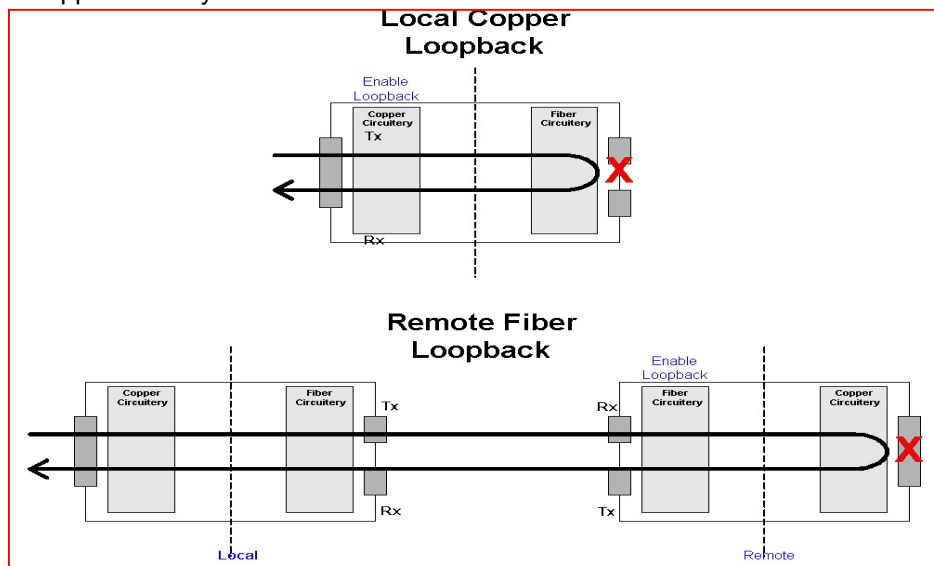 Local Copper
Loopback
Enable
Loopback
Copper
Circuitery
Fiber
Circuitery
Tx
X
Rx
Remote Fiber
Loopback
Enable
Loopback
Copper
Circuitery
Fiber
Circuitery
Tx
Rx
Fiber
Circuitery
Copper
Circuitery
X
Rx
Tx
Local
Remote